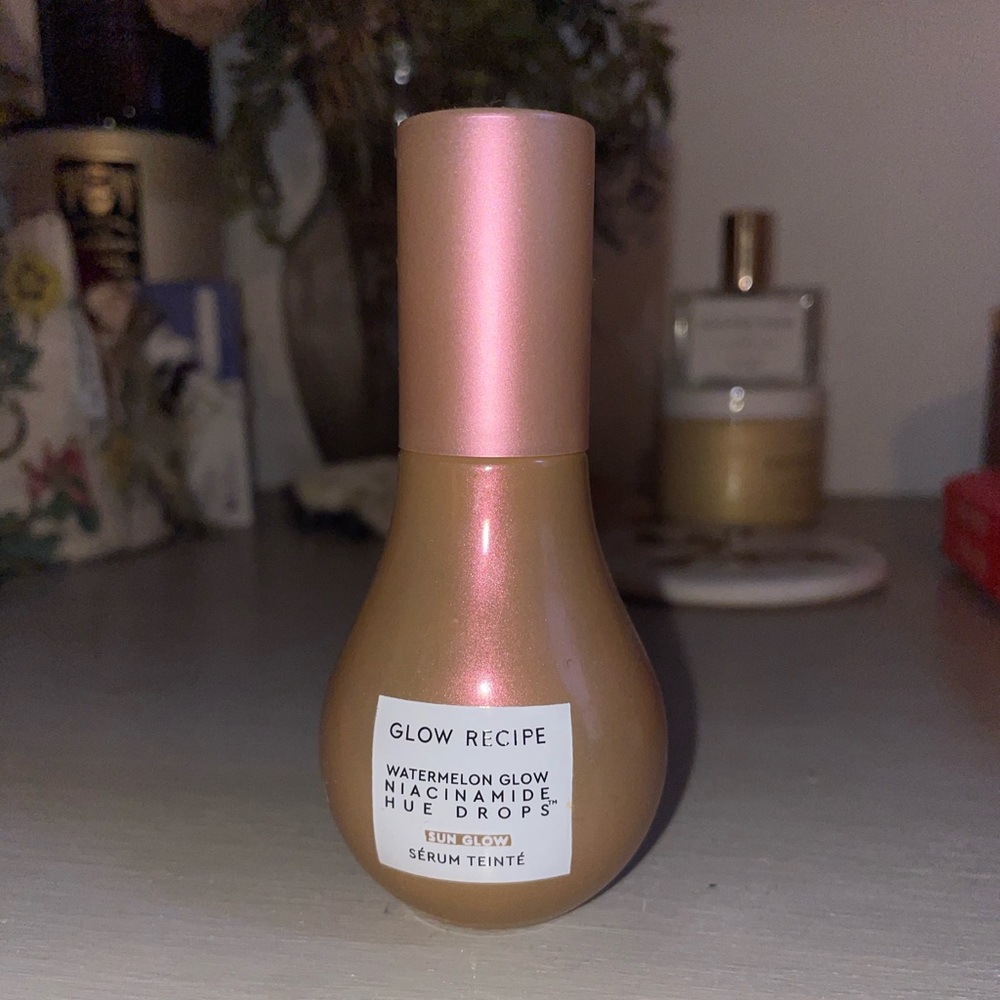 GLOW RECIPE
WATERMELON GLOW
NIACINAMIDE
HUE DROPS™
SUN GLOW
SÉRUM TEINTÉ